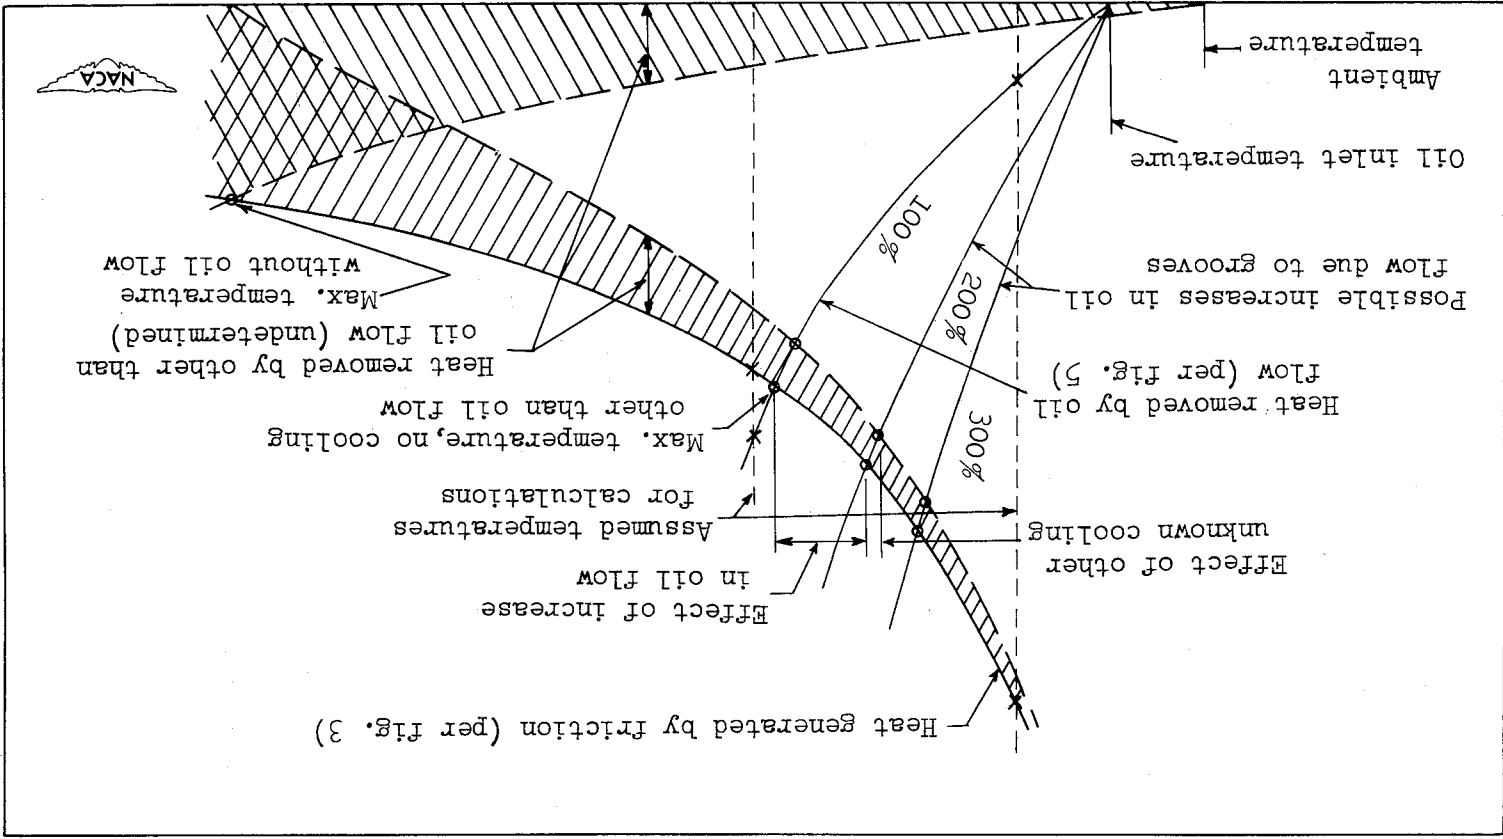 Heat generated by friction (per fig. 3)
Effect of increase
in oil flow
Effect of other
unknown cooling
Assumed temperatures
for calculations
Max. temperature, no cooling
other than oil flow
300%
Heat removed by oil
flow (per fig. 5)
Heat removed by other than
oil flow (undetermined)
200%
Possible increases in oil
flow due to grooves
Max. temperature
without oil flow
100%
Oil inlet temperature
Ambient
temperature
NACA